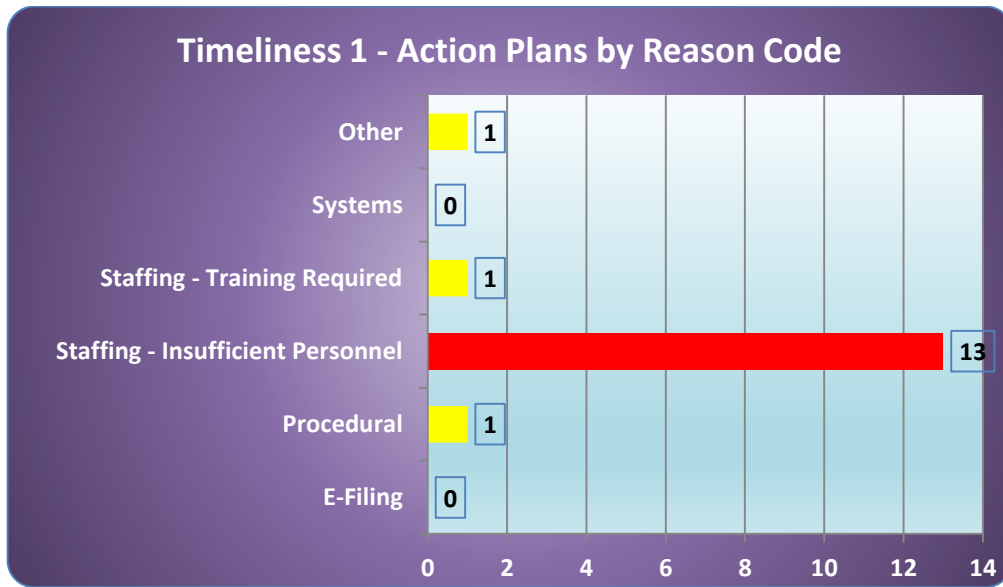 Timeliness 1 - Action Plans by Reason Code
Other 1
Systems 0
Staffing - Training Required 1
Staffing - Insufficient Personnel 13
Procedural 1
E-Filing 0
0 2 4 6 8 10 12 14